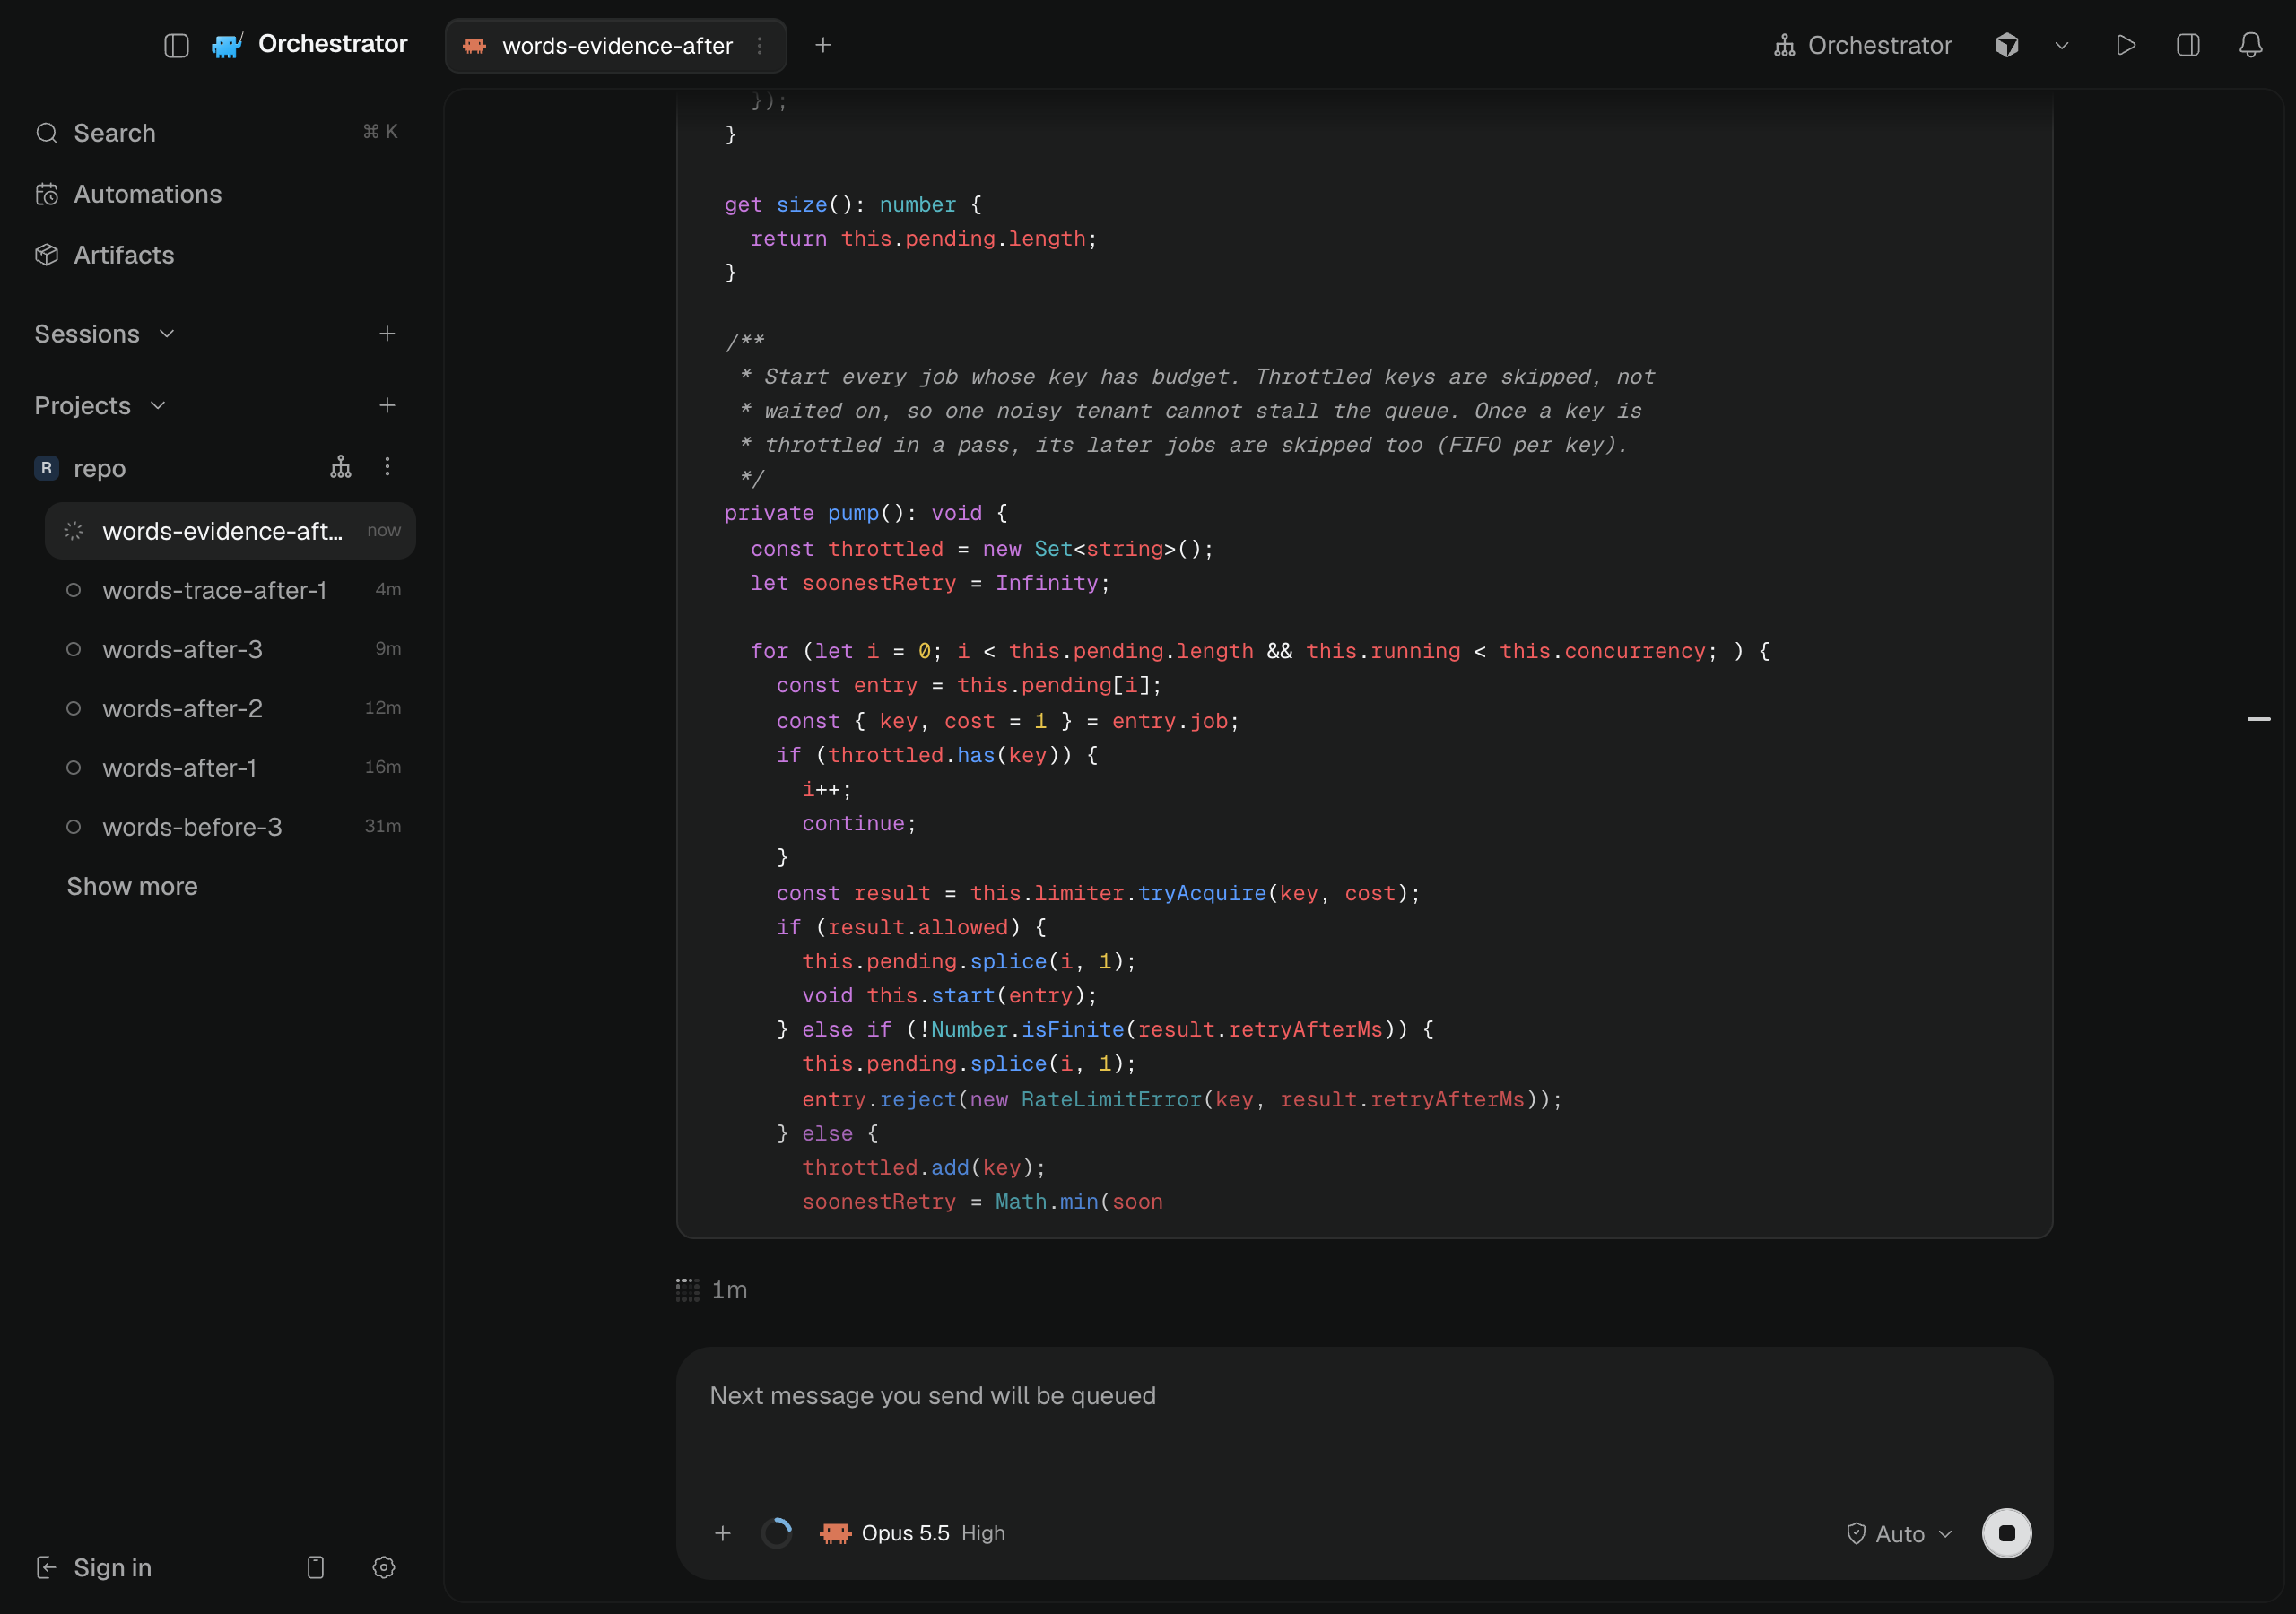 Orchestrator
words-evidence-after
Orchestrator
Search
⌘ K
Automations
Artifacts
Sessions
Projects
R
repo
words-evidence-aft...
now
words-trace-after-1
4m
words-after-3
9m
words-after-2
12m
words-after-1
16m
words-before-3
31m
Show more
Sign in
});
}
get size(): number {
return this.pending.length;
}
/**
* Start every job whose key has budget. Throttled keys are skipped, not
* waited on, so one noisy tenant cannot stall the queue. Once a key is
* throttled in a pass, its later jobs are skipped too (FIFO per key).
*/
private pump(): void {
const throttled = new Set<string>();
let soonestRetry = Infinity;
for (let i = 0; i < this.pending.length && this.running < this.concurrency; ) {
const entry = this.pending[i];
const { key, cost = 1 } = entry.job;
if (throttled.has(key)) {
i++;
continue;
}
const result = this.limiter.tryAcquire(key, cost);
if (result.allowed) {
this.pending.splice(i, 1);
void this.start(entry);
} else if (!Number.isFinite(result.retryAfterMs)) {
this.pending.splice(i, 1);
entry.reject(new RateLimitError(key, result.retryAfterMs));
} else {
throttled.add(key);
soonestRetry = Math.min(soon
1m
Next message you send will be queued
Opus 5.5 High
Auto